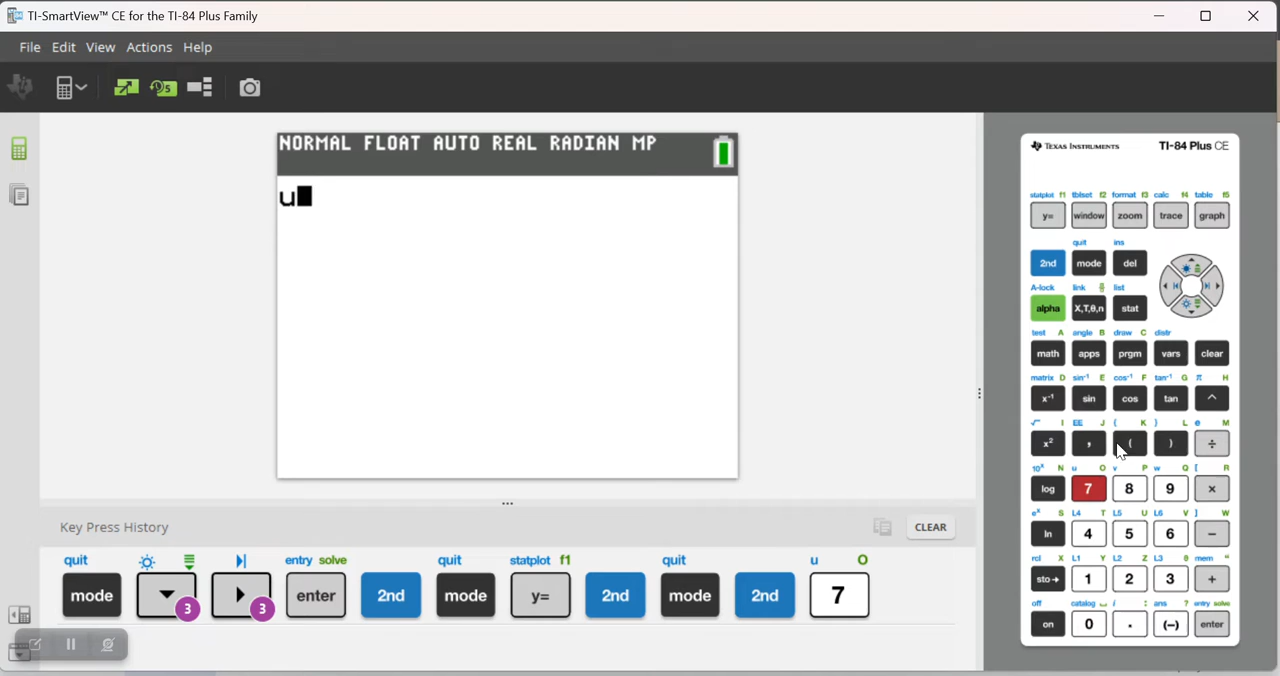 TI-SmartView™ CE for the TI-84 Plus Family
File Edit View Actions Help
NORMAL FLOAT AUTO REAL RADIAN MP
u
Key Press History
CLEAR
quit entry solve quit statplot f1 quit u O
mode 3 3 enter 2nd mode y= 2nd mode 2nd 7
TEXAS INSTRUMENTS TI-84 Plus CE
statplot f1 tblset f2 format f3 calc f4 table f5
y= window zoom trace graph
quit ins
2nd mode del
A-lock link list
alpha X,T,θ,n stat
test A angle B draw C distr
math apps prgm vars clear
matrix D sin⁻¹ E cos⁻¹ F tan⁻¹ G π H
x⁻¹ sin cos tan ^
√ I EE J { K } L e M
x² , ( ) ÷
10ˣ N u O v P w Q [ R
log 7 8 9 ×
eˣ S L4 T L5 U L6 V ] W
ln 4 5 6 −
rcl X L1 Y L2 Z L3 θ mem "
sto→ 1 2 3 +
off catalog i : ans ? entry solve
on 0 . (−) enter